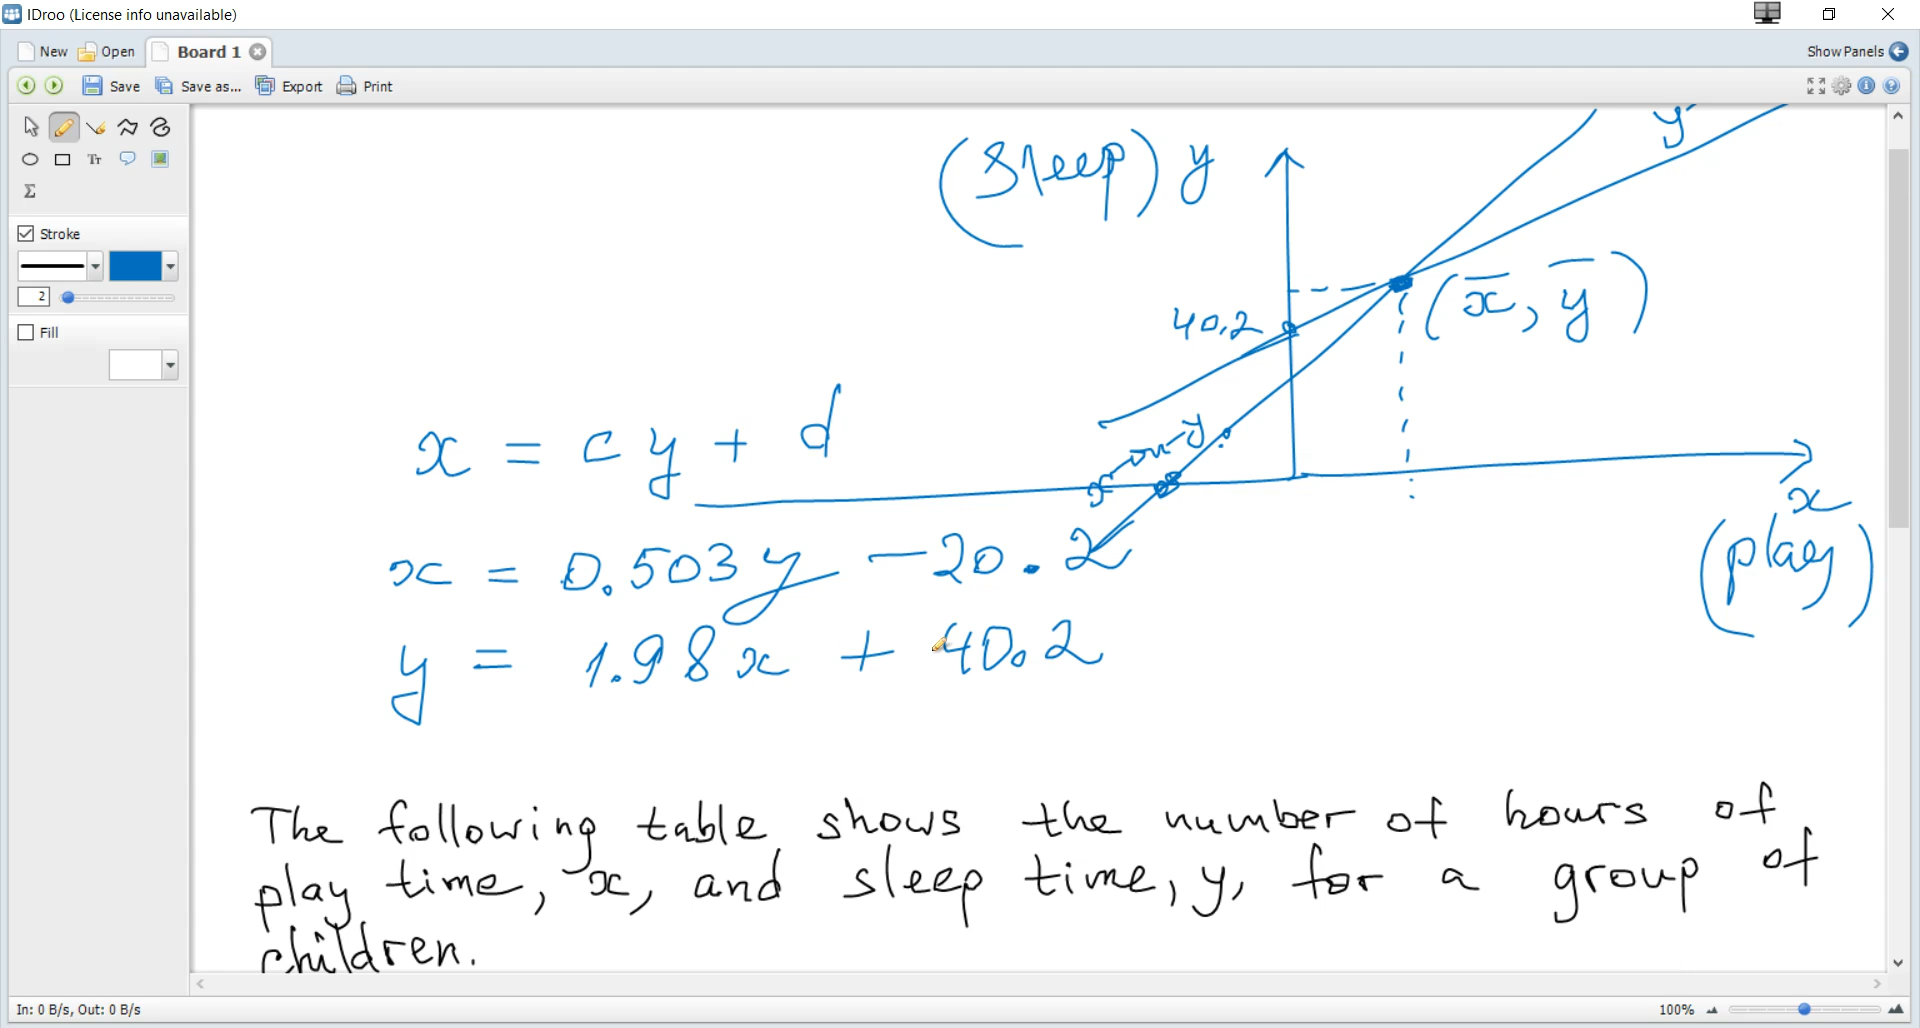 IDroo (License info unavailable)
New Open Board 1 Show Panels
Save Save as... Export Print
Tr
Σ
Stroke
2
Fill
(Sleep) y
y
(x̅, y̅)
40.2
x-on-y.
x = cy + d
x
(play)
x = 0.503y - 20.2
y = 1.98x + 40.2
The following table shows the number of hours of
play time, x, and sleep time, y, for a group of
children.
In: 0 B/s, Out: 0 B/s 100%